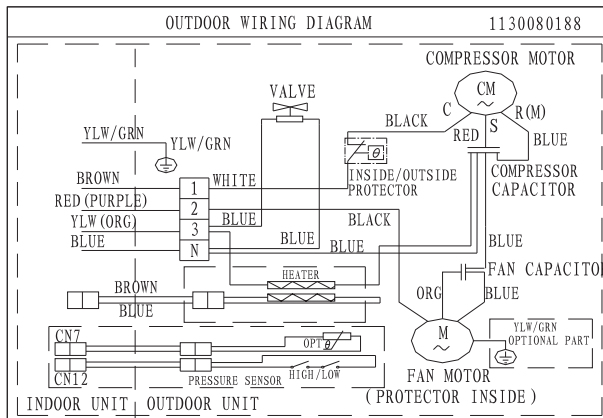 OUTDOOR WIRING DIAGRAM 1130080188
COMPRESSOR MOTOR
CM
VALVE
C
R(M)
S
BLACK
RED
BLUE
YLW/GRN
YLW/GRN
θ
INSIDE/OUTSIDE
PROTECTOR
COMPRESSOR
CAPACITOR
BROWN
1
WHITE
RED(PURPLE)
2
BLACK
YLW(ORG)
3
BLUE
BLUE
N
BLUE
BLUE
BLUE
HEATER
FAN CAPACITO
BROWN
BLUE
ORG
BLUE
M
YLW/GRN
OPTIONAL PART
CN7
OPT
θ
CN12
PRESSURE SENSOR
HIGH/LOW
FAN MOTOR
(PROTECTOR INSIDE)
INDOOR UNIT
OUTDOOR UNIT